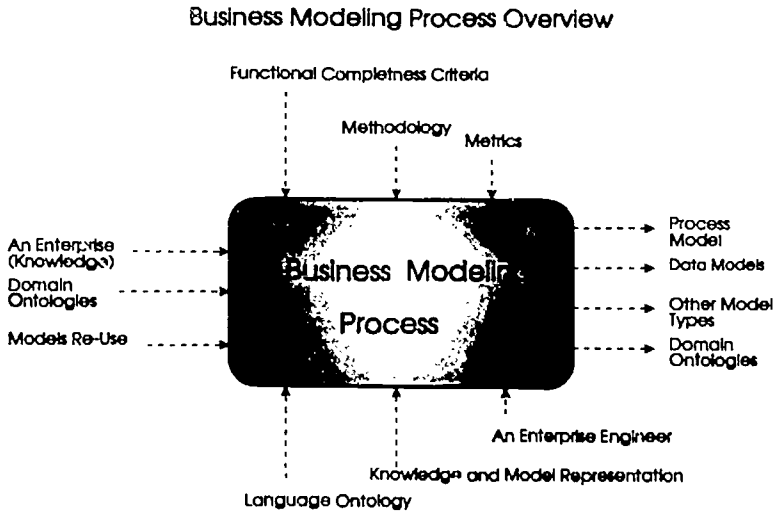 Business Modeling Process Overview
Functional Completness Criteria
Methodology
Metrics
An Enterprise
(Knowledge)
Domain
Ontologies
Models Re-Use
Business Modeling
Process
Process
Model
Data Models
Other Model
Types
Domain
Ontologies
An Enterprise Engineer
Knowledge and Model Representation
Language Ontology